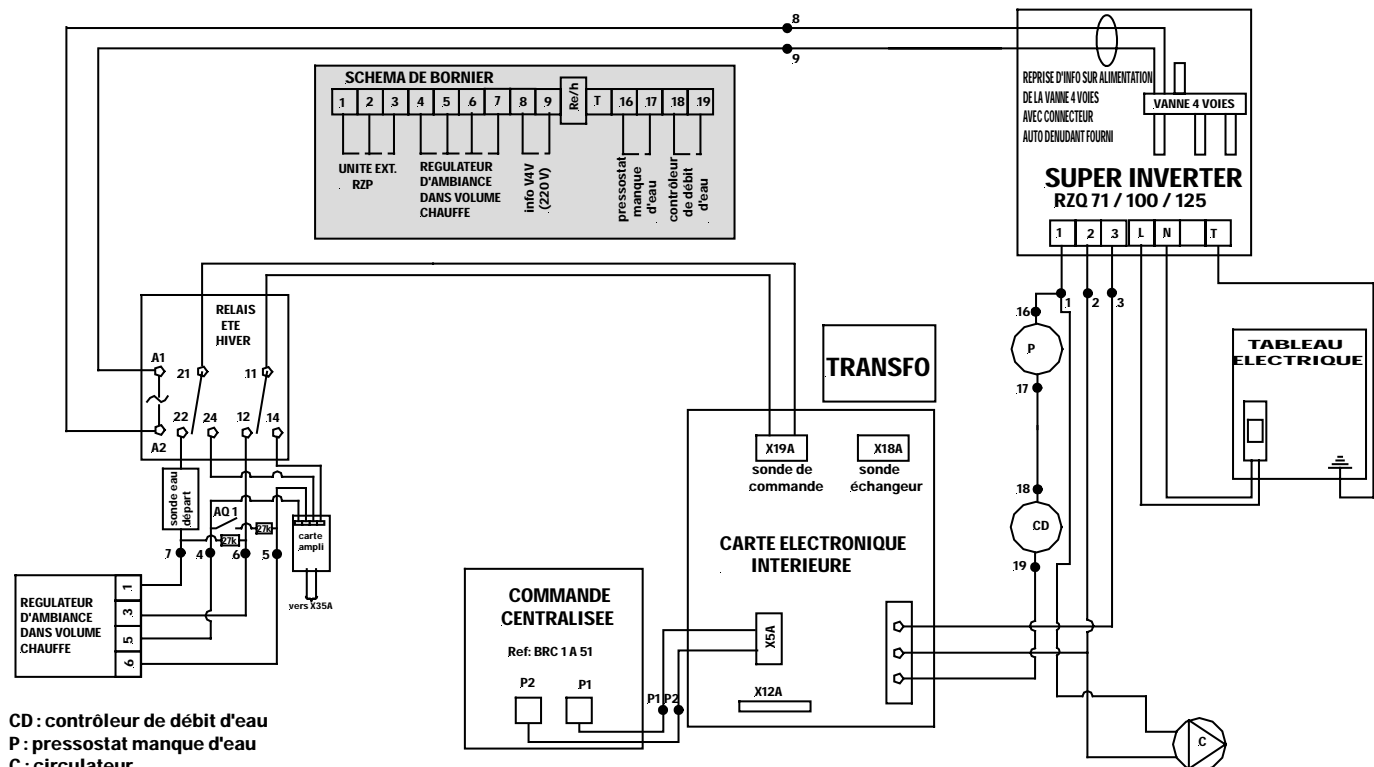 8
9
SCHEMA DE BORNIER
1 2 3 4 5 6 7 8 9 Re/h T 16 17 18 19
UNITE EXT.
RZP
REGULATEUR
D'AMBIANCE
DANS VOLUME
CHAUFFE
info V4V
(220 V)
pressostat
manque
d'eau
contrôleur
de débit
d'eau
REPRISE D'INFO SUR ALIMENTATION
DE LA VANNE 4 VOIES
AVEC CONNECTEUR
AUTO DENUDANT FOURNI
VANNE 4 VOIES
SUPER INVERTER
RZQ 71 / 100 / 125
1 2 3 L N T
1 2 3
16
P
17
18
CD
19
TABLEAU
ELECTRIQUE
RELAIS
ETE
HIVER
A1
21
11
22 24 12 14
A2
sonde eau
départ
AQ 1
27k
27k
carte
ampli
7 4 6 5
vers X35A
REGULATEUR
D'AMBIANCE
DANS VOLUME
CHAUFFE
1
3
5
6
TRANSFO
X19A
sonde de
commande
X18A
sonde
échangeur
CARTE ELECTRONIQUE
INTERIEURE
X5A
X12A
COMMANDE
CENTRALISEE
Ref: BRC 1 A 51
P2 P1
P1 P2
C
CD : contrôleur de débit d'eau
P : pressostat manque d'eau
C : circulateur